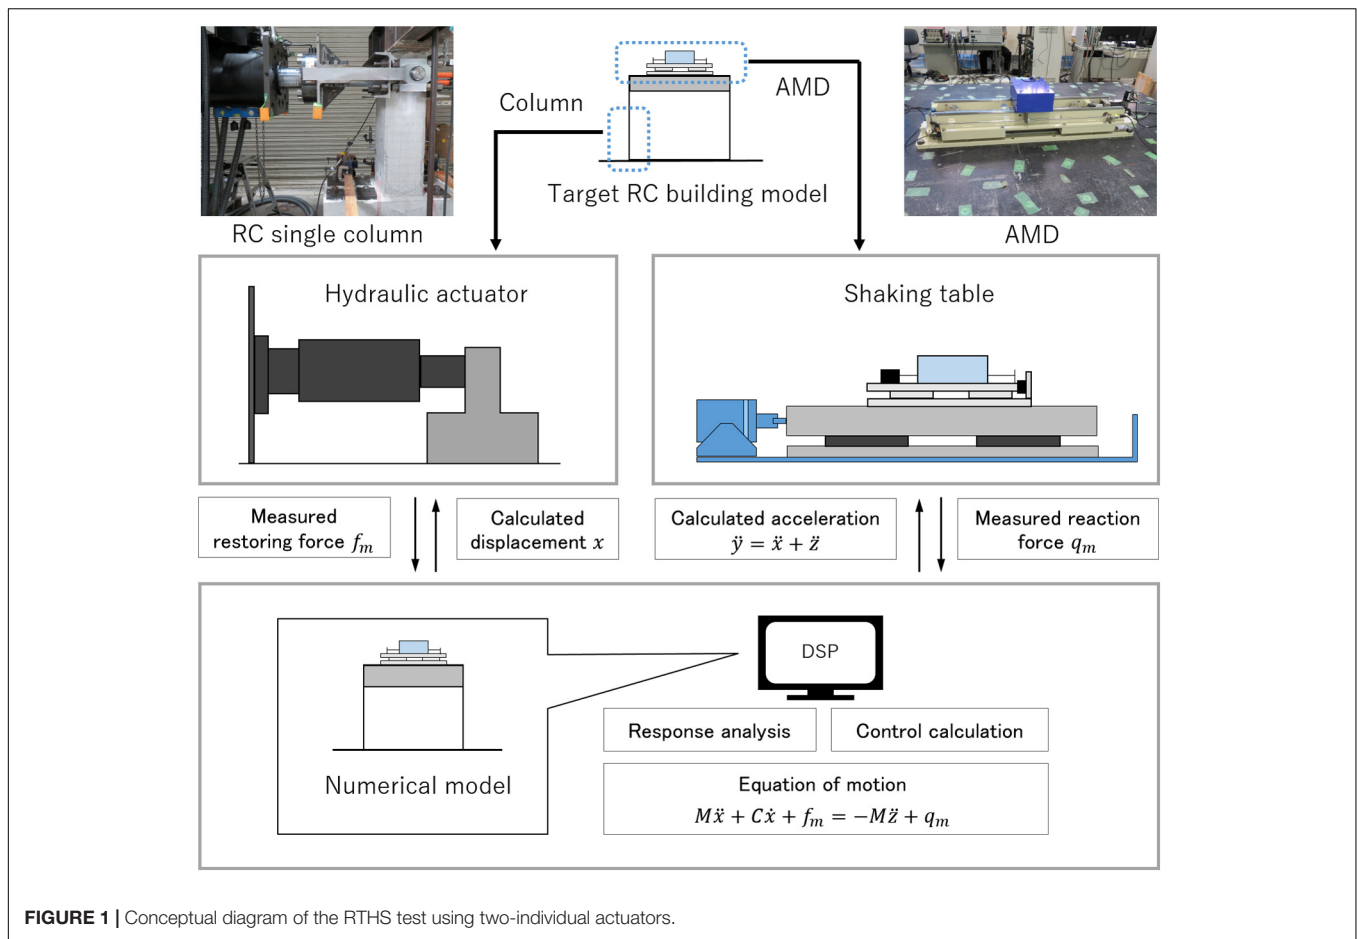 Column
AMD
Target RC building model
RC single column
AMD
Hydraulic actuator
Shaking table
Measured
restoring force fₘ
Calculated
displacement x
Calculated acceleration
ÿ = ẍ + z̈
Measured reaction
force qₘ
DSP
Response analysis
Control calculation
Numerical model
Equation of motion
Mẍ + Cẋ + fₘ = −Mz̈ + qₘ
FIGURE 1 | Conceptual diagram of the RTHS test using two-individual actuators.